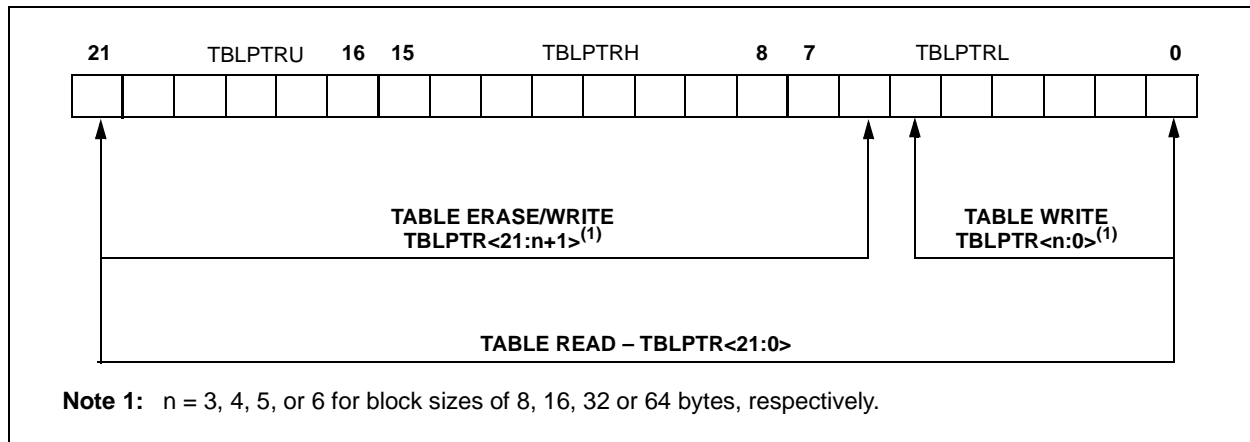 21 TBLPTRU 16 15 TBLPTRH 8 7 TBLPTRL 0
TABLE ERASE/WRITE
TBLPTR<21:n+1>(1)
TABLE WRITE
TBLPTR<n:0>(1)
TABLE READ – TBLPTR<21:0>
Note 1: n = 3, 4, 5, or 6 for block sizes of 8, 16, 32 or 64 bytes, respectively.